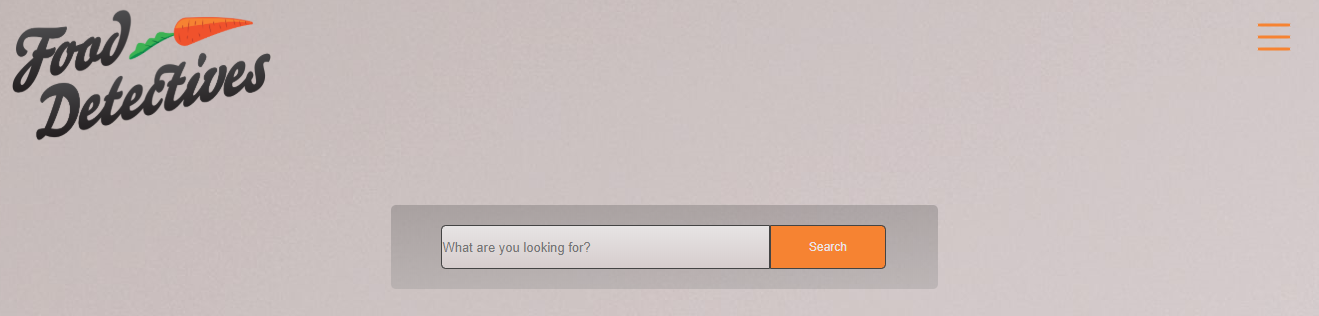 Food
Detectives
What are you looking for?
Search